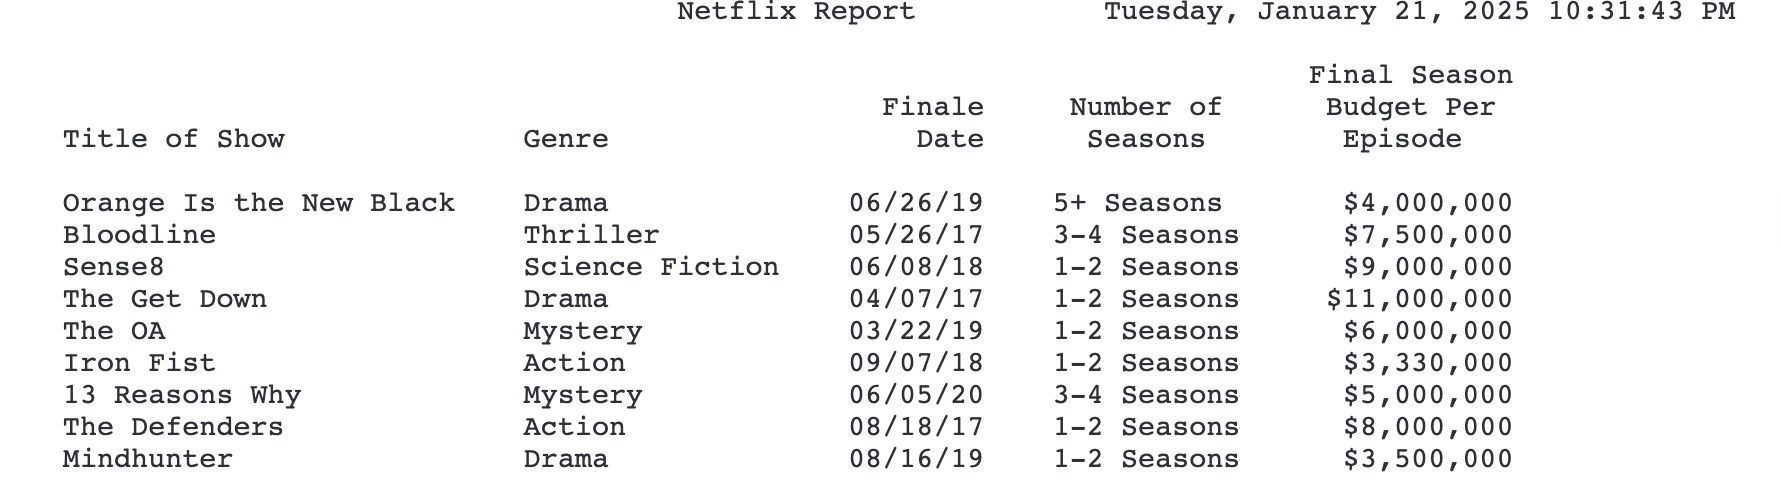 Netflix Report Tuesday, January 21, 2025 10:31:43 PM
Final Season
Finale Number of Budget Per
Title of Show Genre Date Seasons Episode
Orange Is the New Black Drama 06/26/19 5+ Seasons $4,000,000
Bloodline Thriller 05/26/17 3-4 Seasons $7,500,000
Sense8 Science Fiction 06/08/18 1-2 Seasons $9,000,000
The Get Down Drama 04/07/17 1-2 Seasons $11,000,000
The OA Mystery 03/22/19 1-2 Seasons $6,000,000
Iron Fist Action 09/07/18 1-2 Seasons $3,330,000
13 Reasons Why Mystery 06/05/20 3-4 Seasons $5,000,000
The Defenders Action 08/18/17 1-2 Seasons $8,000,000
Mindhunter Drama 08/16/19 1-2 Seasons $3,500,000